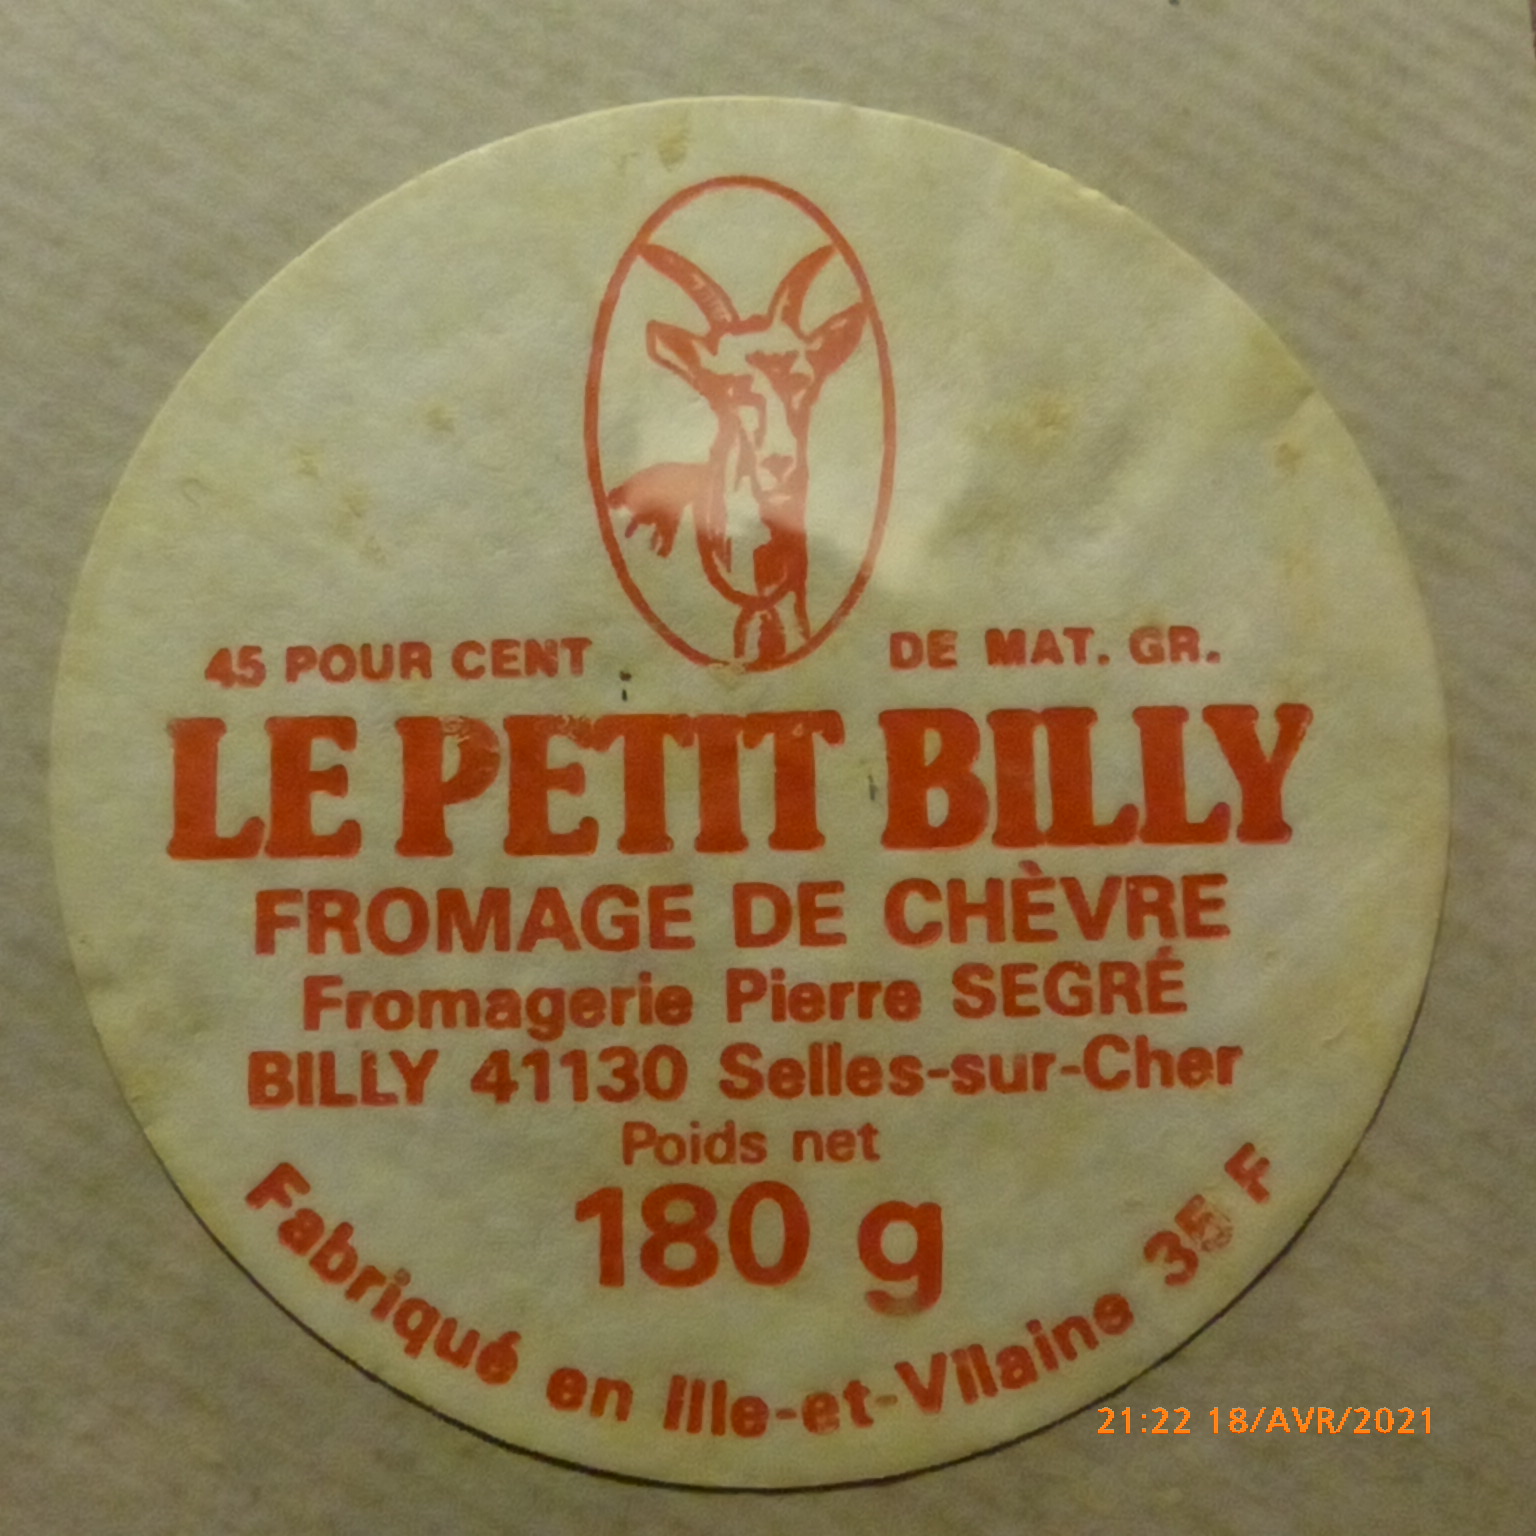 45 POUR CENT DE MAT. GR.
LE PETIT BILLY
FROMAGE DE CHÈVRE
Fromagerie Pierre SEGRÉ
BILLY 41130 Selles-sur-Cher
Poids net
180 g
Fabriqué en Ille-et-Vilaine 35 F
21:22 18/AVR/2021